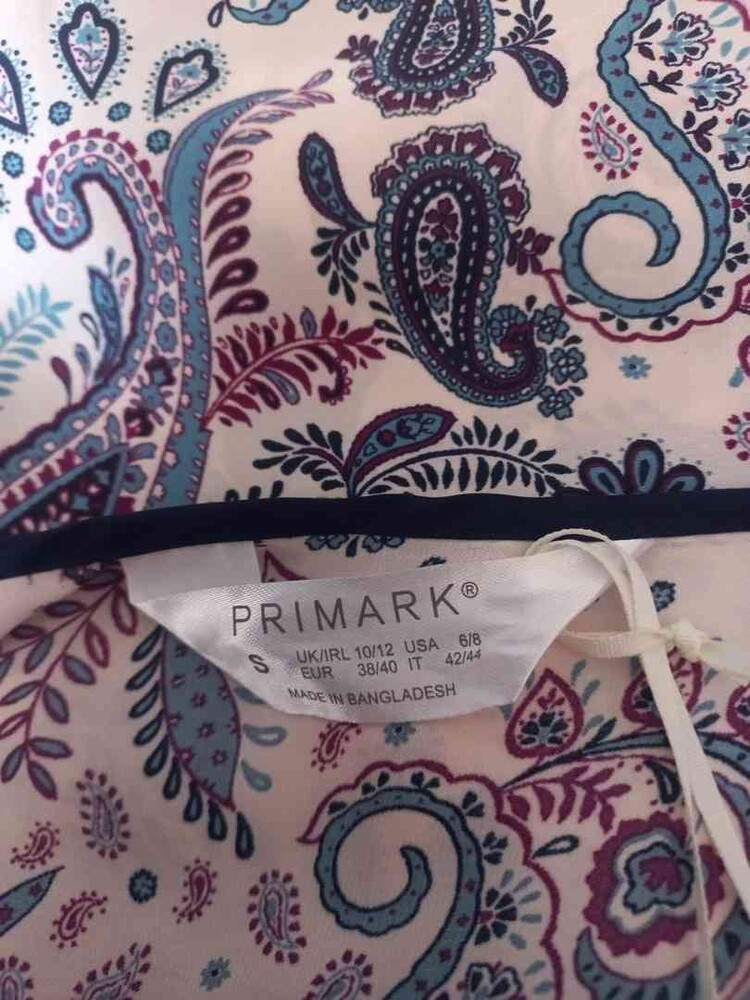 PRIMARK®
S UK/IRL 10/12 USA 6/8
EUR 38/40 IT 42/44
MADE IN BANGLADESH